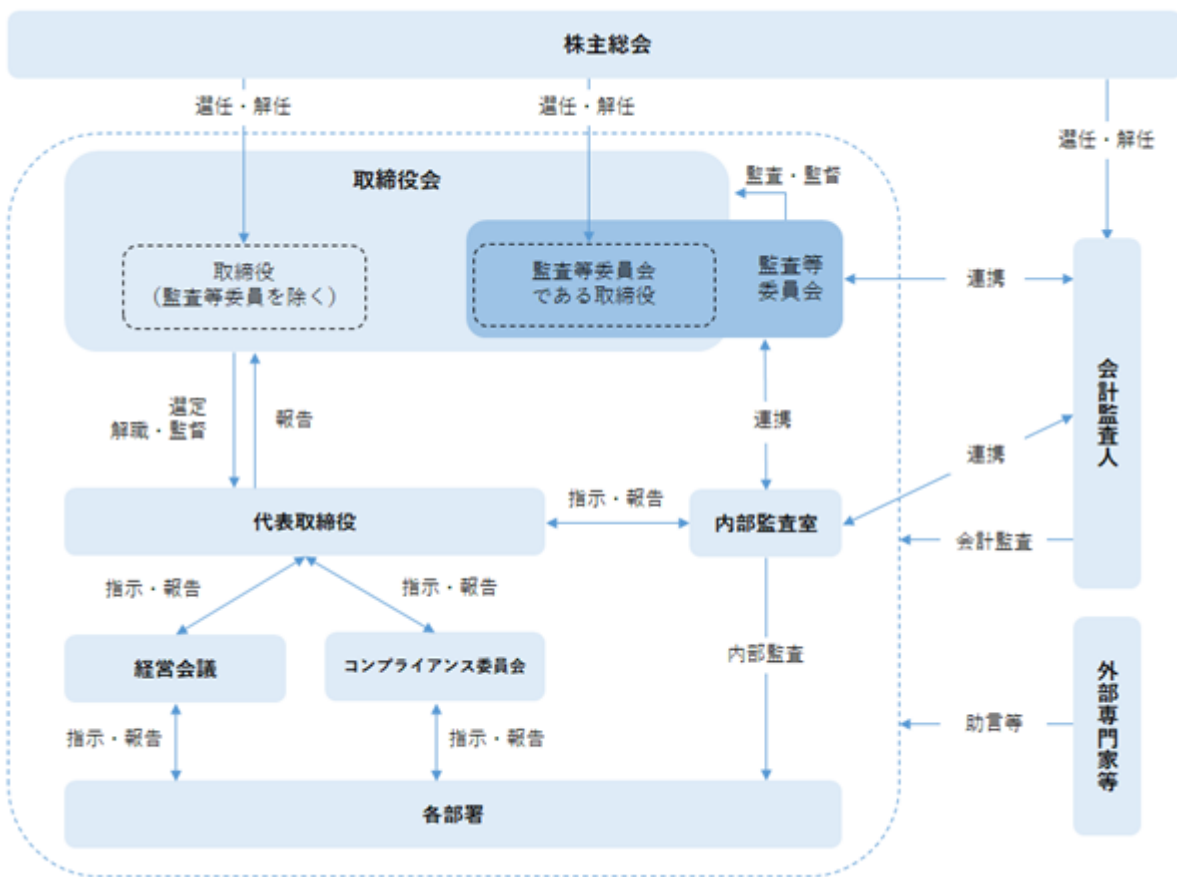 株主総会
選任・解任
選任・解任
選任・解任
取締役会
監査・監督
取締役
（監査等委員を除く）
監査等委員会
である取締役
監査等
委員会
連携
選定
解職・監督
報告
連携
連携
会計監査人
代表取締役
指示・報告
内部監査室
会計監査
指示・報告
指示・報告
経営会議
コンプライアンス委員会
内部監査
外部専門家等
助言等
指示・報告
指示・報告
各部署